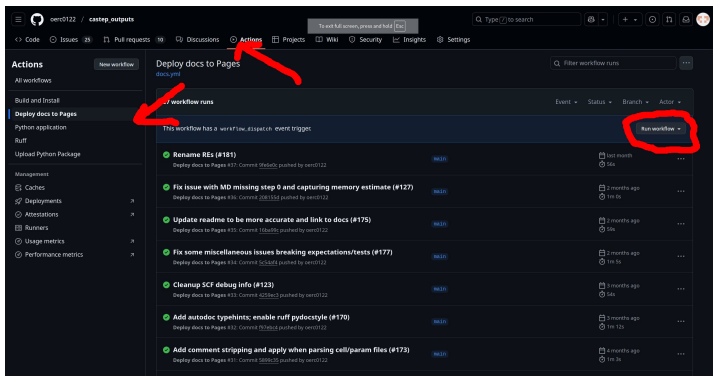 oerc0122 / castep_outputs
To exit full screen, press and hold Esc
Type / to search
Code Issues 25 Pull requests 10 Discussions Actions Projects Wiki Security Insights Settings
Actions
New workflow
All workflows
Build and Install
Deploy docs to Pages
Python application
Ruff
Upload Python Package
Management
Caches
Deployments
Attestations
Runners
Usage metrics
Performance metrics
Deploy docs to Pages
docs.yml
Filter workflow runs
workflow runs
Event Status Branch Actor
This workflow has a workflow_dispatch event trigger.
Run workflow
Rename REs (#181)
Deploy docs to Pages #37: Commit pushed by oerc0122
main
last month
56s
Fix issue with MD missing step 0 and capturing memory estimate (#127)
Deploy docs to Pages #36: Commit 208155d pushed by oerc0122
main
2 months ago
1m 0s
Update readme to be more accurate and link to docs (#175)
Deploy docs to Pages #35: Commit pushed by oerc0122
main
2 months ago
59s
Fix some miscellaneous issues breaking expectations/tests (#177)
Deploy docs to Pages #34: Commit pushed by oerc0122
main
2 months ago
1m 5s
Cleanup SCF debug info (#123)
Deploy docs to Pages #33: Commit 4259ec3 pushed by oerc0122
main
3 months ago
54s
Add autodoc typehints; enable ruff pydocstyle (#170)
Deploy docs to Pages #32: Commit pushed by oerc0122
main
3 months ago
1m 12s
Add comment stripping and apply when parsing cell/param files (#173)
Deploy docs to Pages #31: Commit pushed by oerc0122
main
4 months ago
1m 3s